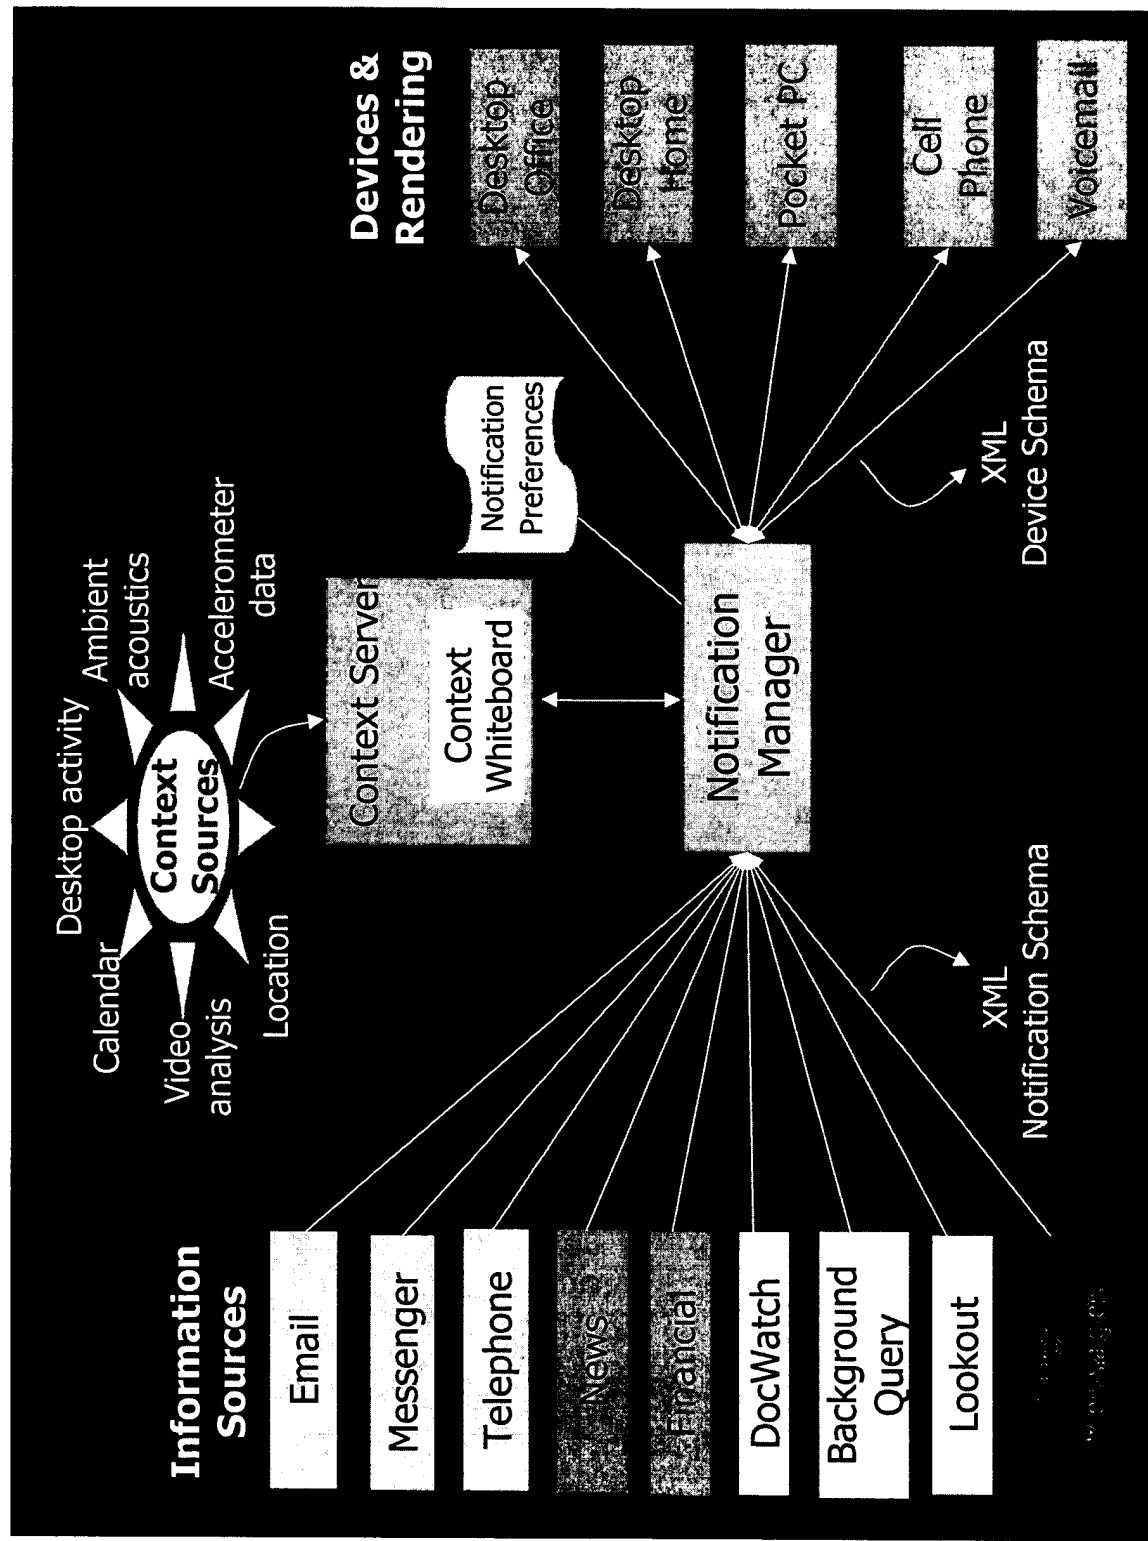 Desktop activity
Calendar
Ambient
acoustics
Video
analysis
Context
Sources
Accelerometer
data
Location
Information
Sources
Email
Messenger
Telephone
News
Financial
DocWatch
Background
Query
Lookout
Context Server
Context
Whiteboard
Notification
Preferences
Notification
Manager
XML
Notification Schema
XML
Device Schema
Devices &
Rendering
Desktop
Office
Desktop
Home
Pocket PC
Cell
Phone
Voicemail